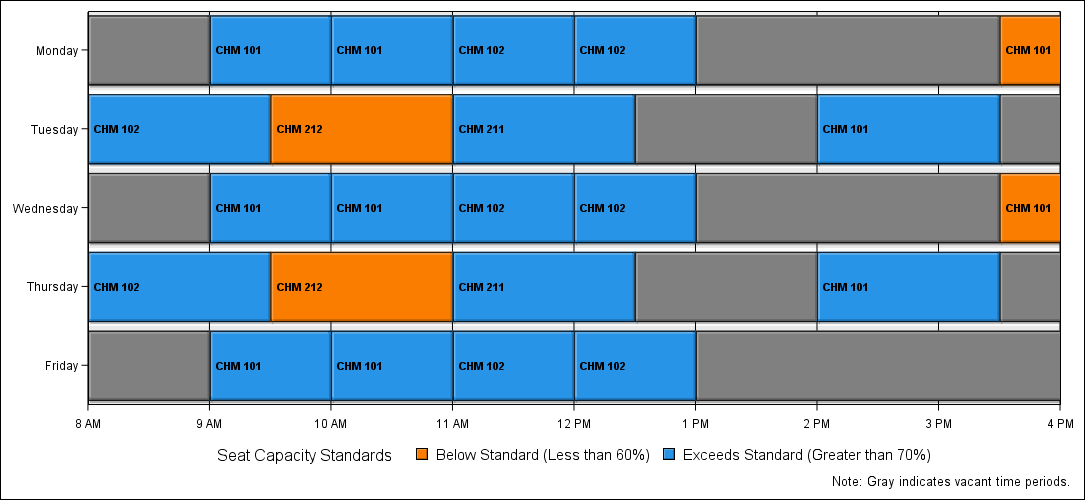 Monday
CHM 101
CHM 101
CHM 102
CHM 102
CHM 101
Tuesday
CHM 102
CHM 212
CHM 211
CHM 101
Wednesday
CHM 101
CHM 101
CHM 102
CHM 102
CHM 101
Thursday
CHM 102
CHM 212
CHM 211
CHM 101
Friday
CHM 101
CHM 101
CHM 102
CHM 102
8 AM 9 AM 10 AM 11 AM 12 PM 1 PM 2 PM 3 PM 4 PM
Seat Capacity Standards Below Standard (Less than 60%) Exceeds Standard (Greater than 70%)
Note: Gray indicates vacant time periods.